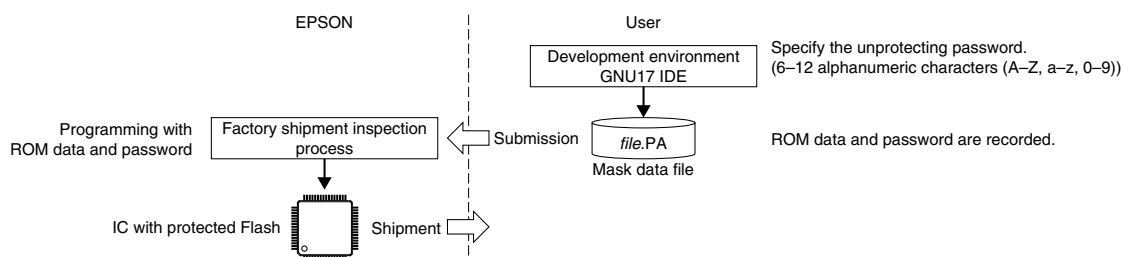 EPSON
User
Development environment
GNU17 IDE
Specify the unprotecting password.
(6–12 alphanumeric characters (A–Z, a–z, 0–9))
Programming with
ROM data and password
Factory shipment inspection
process
Submission
file.PA
Mask data file
ROM data and password are recorded.
IC with protected Flash
Shipment